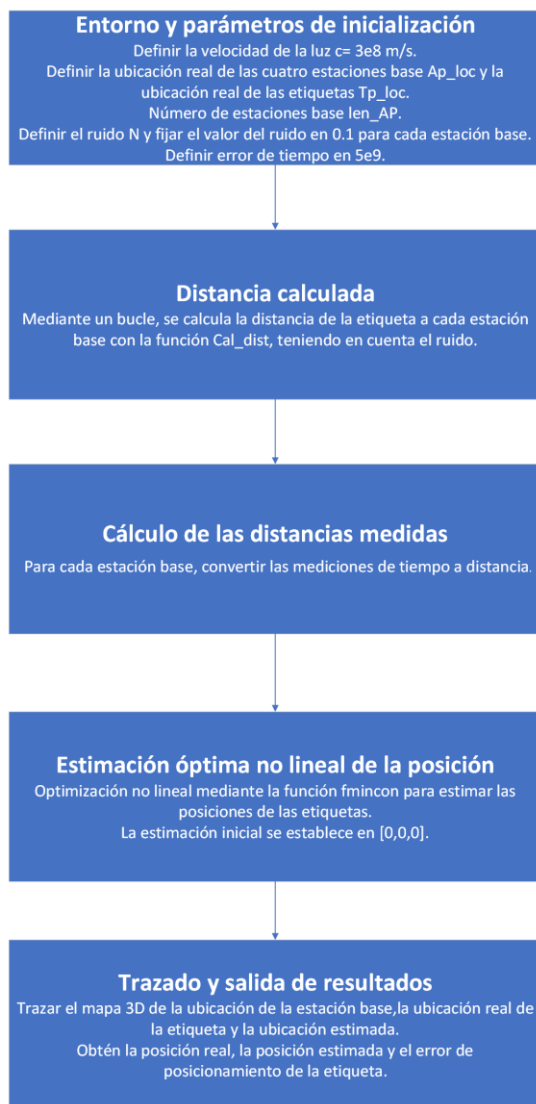 Entorno y parámetros de inicialización
Definir la velocidad de la luz c= 3e8 m/s.
Definir la ubicación real de las cuatro estaciones base Ap_loc y la
ubicación real de las etiquetas Tp_loc.
Número de estaciones base len_AP.
Definir el ruido N y fijar el valor del ruido en 0.1 para cada estación base.
Definir error de tiempo en 5e9.
Distancia calculada
Mediante un bucle, se calcula la distancia de la etiqueta a cada estación
base con la función Cal_dist, teniendo en cuenta el ruido.
Cálculo de las distancias medidas
Para cada estación base, convertir las mediciones de tiempo a distancia.
Estimación óptima no lineal de la posición
Optimización no lineal mediante la función fmincon para estimar las
posiciones de las etiquetas.
La estimación inicial se establece en [0,0,0].
Trazado y salida de resultados
Trazar el mapa 3D de la ubicación de la estación base,la ubicación real de
la etiqueta y la ubicación estimada.
Obtén la posición real, la posición estimada y el error de
posicionamiento de la etiqueta.